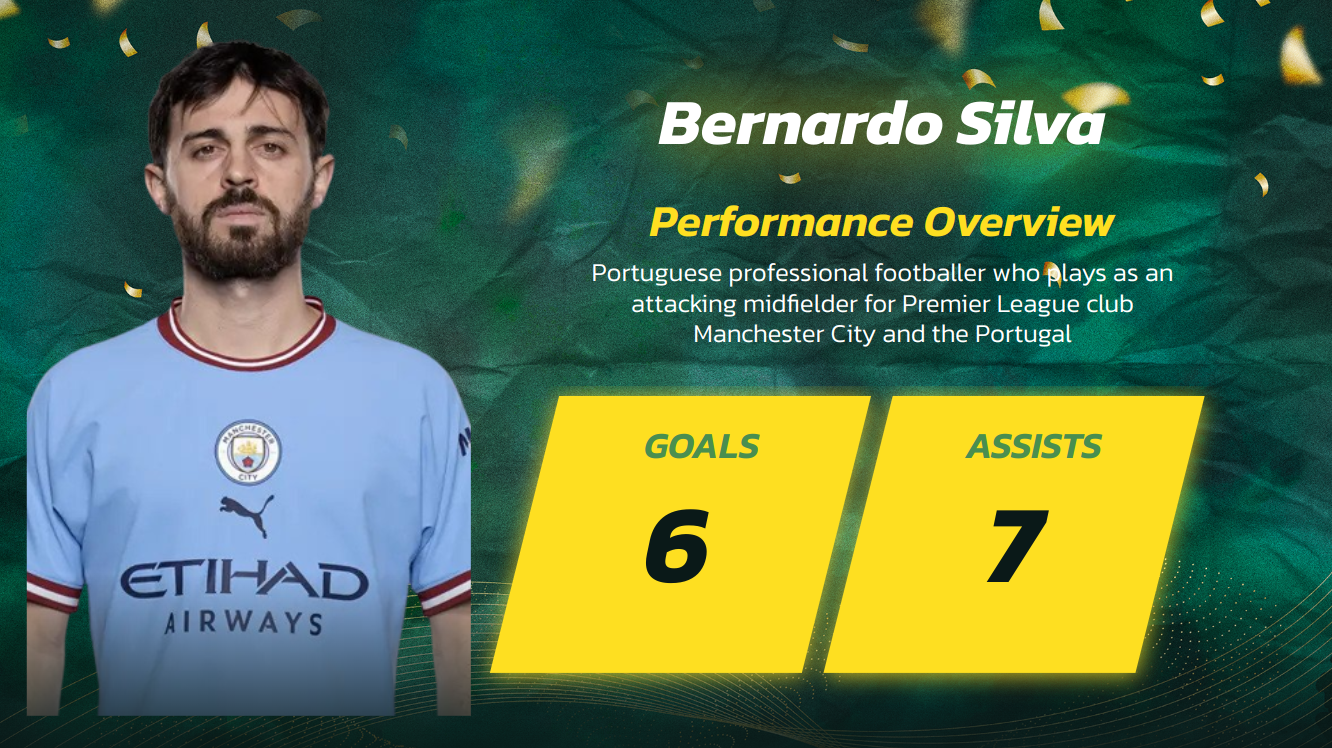 Bernardo Silva
Performance Overview
Portuguese professional footballer who plays as an
attacking midfielder for Premier League club
Manchester City and the Portugal
GOALS
ASSISTS
6
7
MANCHESTER
CITY
ETIHAD
AIRWAYS